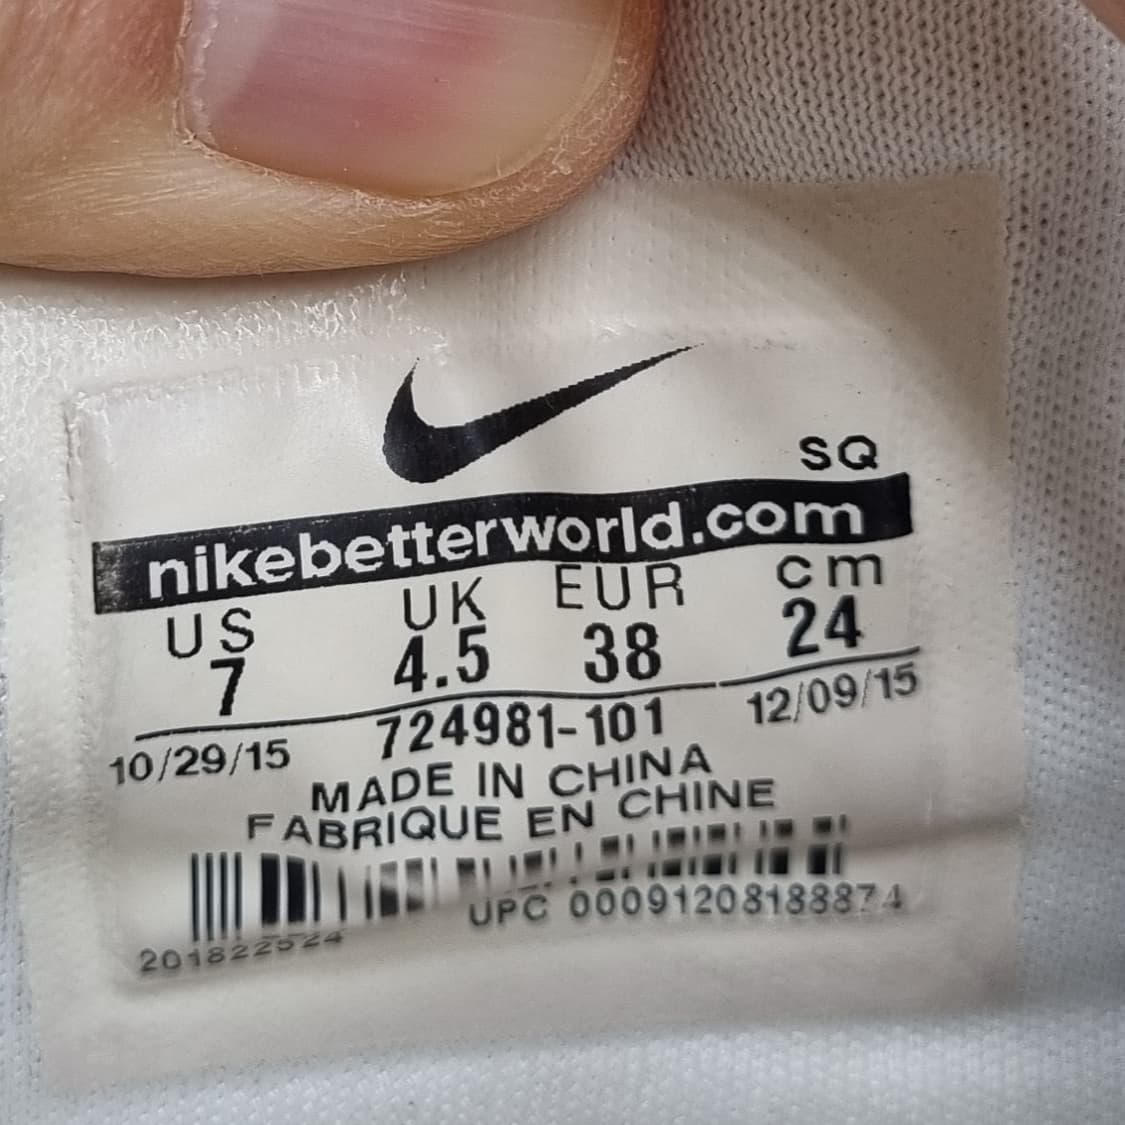 SQ
nikebetterworld.com
US UK EUR cm
7 4.5 38 24
10/29/15 724981-101 12/09/15
MADE IN CHINA
FABRIQUE EN CHINE
UPC 00091208188874
201822524